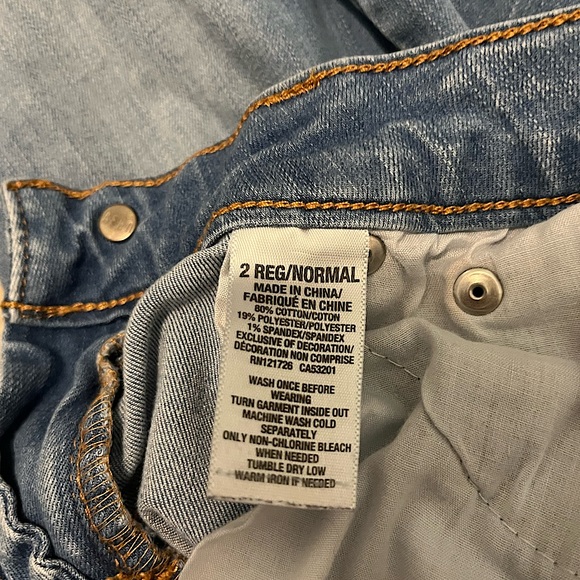 2 REG/NORMAL
MADE IN CHINA/
FABRIQUÉ EN CHINE
80% COTTON/COTON
19% POLYESTER/POLYESTER
1% SPANDEX/SPANDEX
EXCLUSIVE OF DECORATION/
DÉCORATION NON COMPRISE
RN121726 CA53201
WASH ONCE BEFORE
WEARING
TURN GARMENT INSIDE OUT
MACHINE WASH COLD
SEPARATELY
ONLY NON-CHLORINE BLEACH
WHEN NEEDED
TUMBLE DRY LOW
WARM IRON IF NEEDED